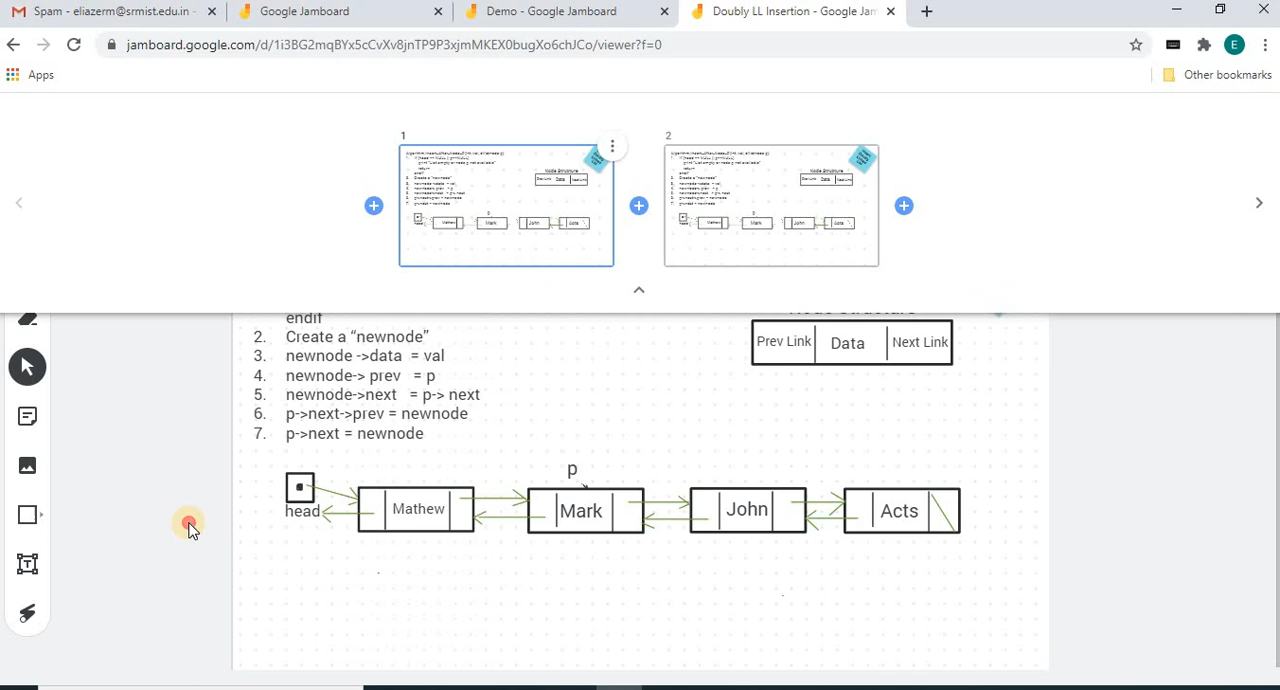 Spam - eliazerm@srmist.edu.in -
Google Jamboard
Demo - Google Jamboard
Doubly LL Insertion - Google Jam
jamboard.google.com/d/1i3BG2mqBYx5cCvXv8jnTP9P3xjmMKEX0bugXo6chJCo/viewer?f=0
E
Apps
Other bookmarks
1
2
endif
2. Create a “newnode”
3. newnode ->data = val
4. newnode-> prev = p
5. newnode->next = p-> next
6. p->next->prev = newnode
7. p->next = newnode
Prev Link Data Next Link
p
head
Mathew
Mark
John
Acts